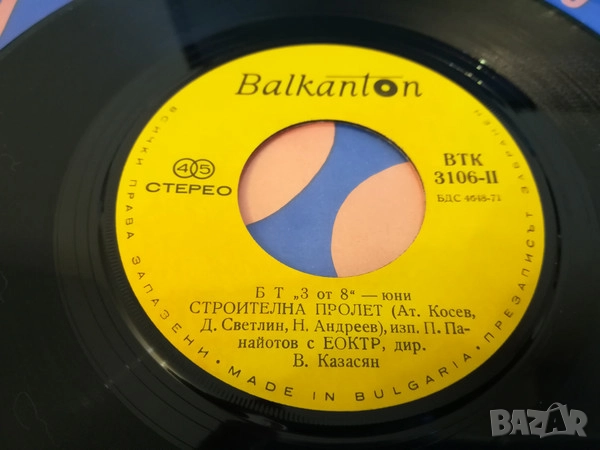 Balkanton
45
СТЕРЕО
ВТК
3106-II
БДС 4648-71
Б Т „3 от 8“ — юни
СТРОИТЕЛНА ПРОЛЕТ (Ат. Косев,
Д. Светлин, Н. Андреев), изп. П. Па-
найотов с ЕОКТР, дир.
В. Казасян
ВСИЧКИ ПРАВА ЗАПАЗЕНИ • MADE IN BULGARIA • ПРЕЗАПИСЪТ ЗАБРАНЕН
BAZAR
bg